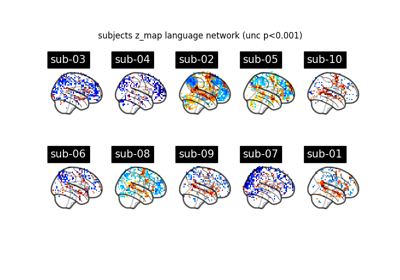 subjects z_map language network (unc p<0.001)
sub-03 sub-04 sub-02 sub-05 sub-10
sub-06 sub-08 sub-09 sub-07 sub-01